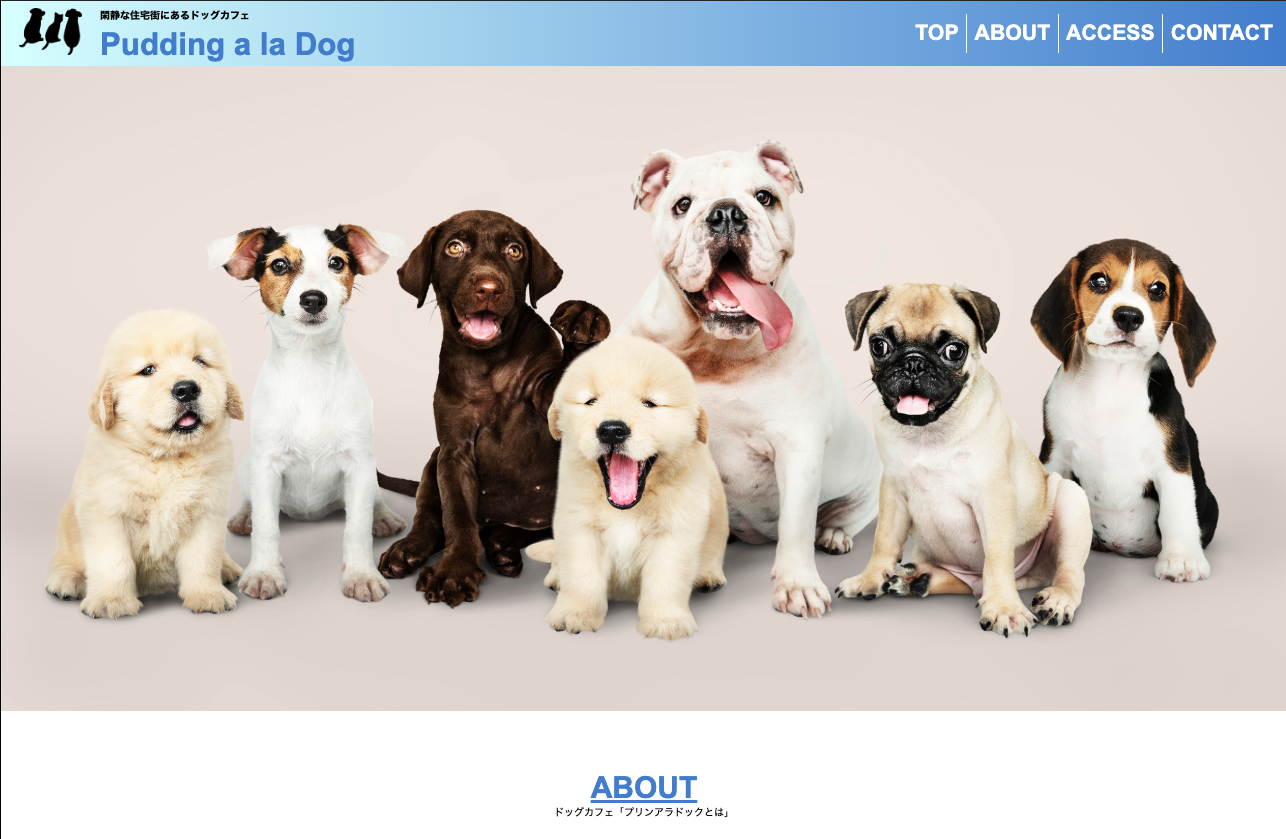 閑静な住宅街にあるドッグカフェ
Pudding a la Dog
TOP
ABOUT
ACCESS
CONTACT
ABOUT
ドッグカフェ「プリンアラドックとは」